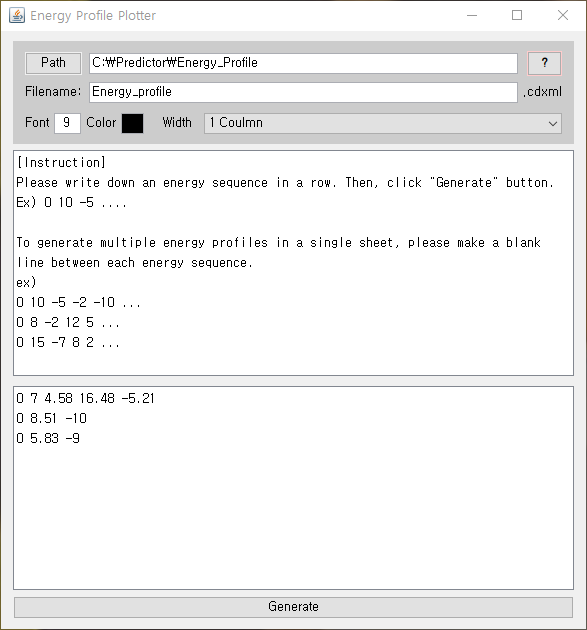 Energy Profile Plotter
Path C:₩Predictor₩Energy_Profile ?
Filename: Energy_profile .cdxml
Font 9 Color Width 1 Coulmn
[Instruction]
Please write down an energy sequence in a row. Then, click "Generate" button.
Ex) 0 10 -5 ....
To generate multiple energy profiles in a single sheet, please make a blank
line between each energy sequence.
ex)
0 10 -5 -2 -10 ...
0 8 -2 12 5 ...
0 15 -7 8 2 ...
0 7 4.58 16.48 -5.21
0 8.51 -10
0 5.83 -9
Generate